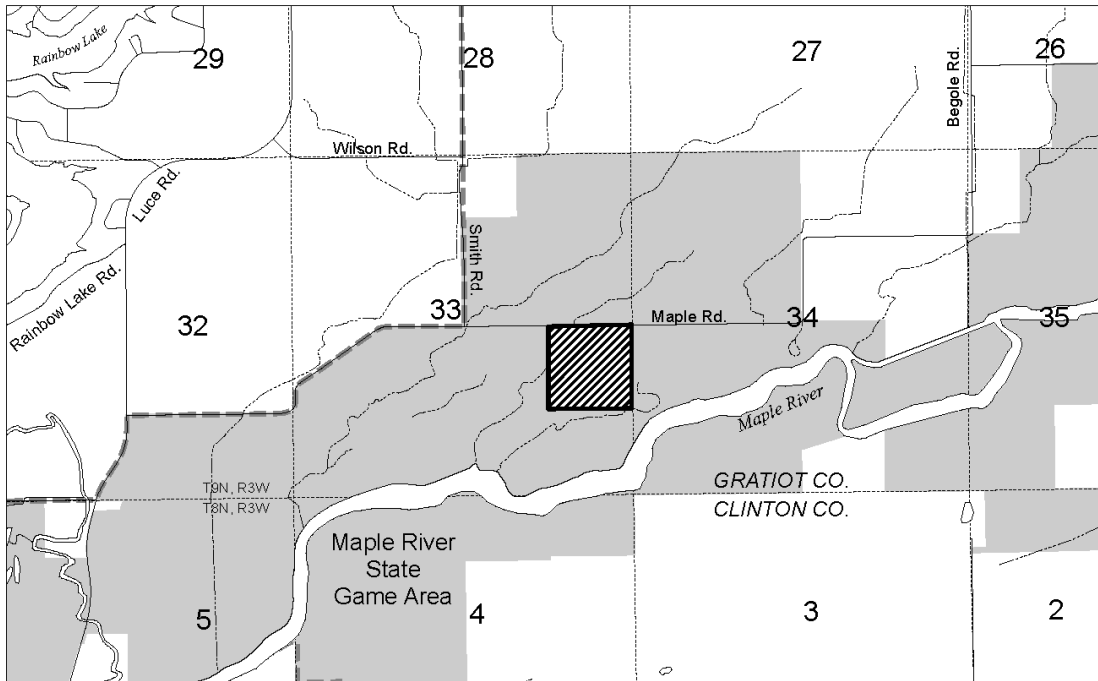 Rainbow Lake
29
28
27
26
Begole Rd.
Wilson Rd.
Luce Rd.
Smith Rd.
Rainbow Lake Rd.
32
33
Maple Rd.
34
35
Maple River
T9N, R3W
T8N, R3W
GRATIOT CO.
CLINTON CO.
Maple River
State
Game Area
5
4
3
2